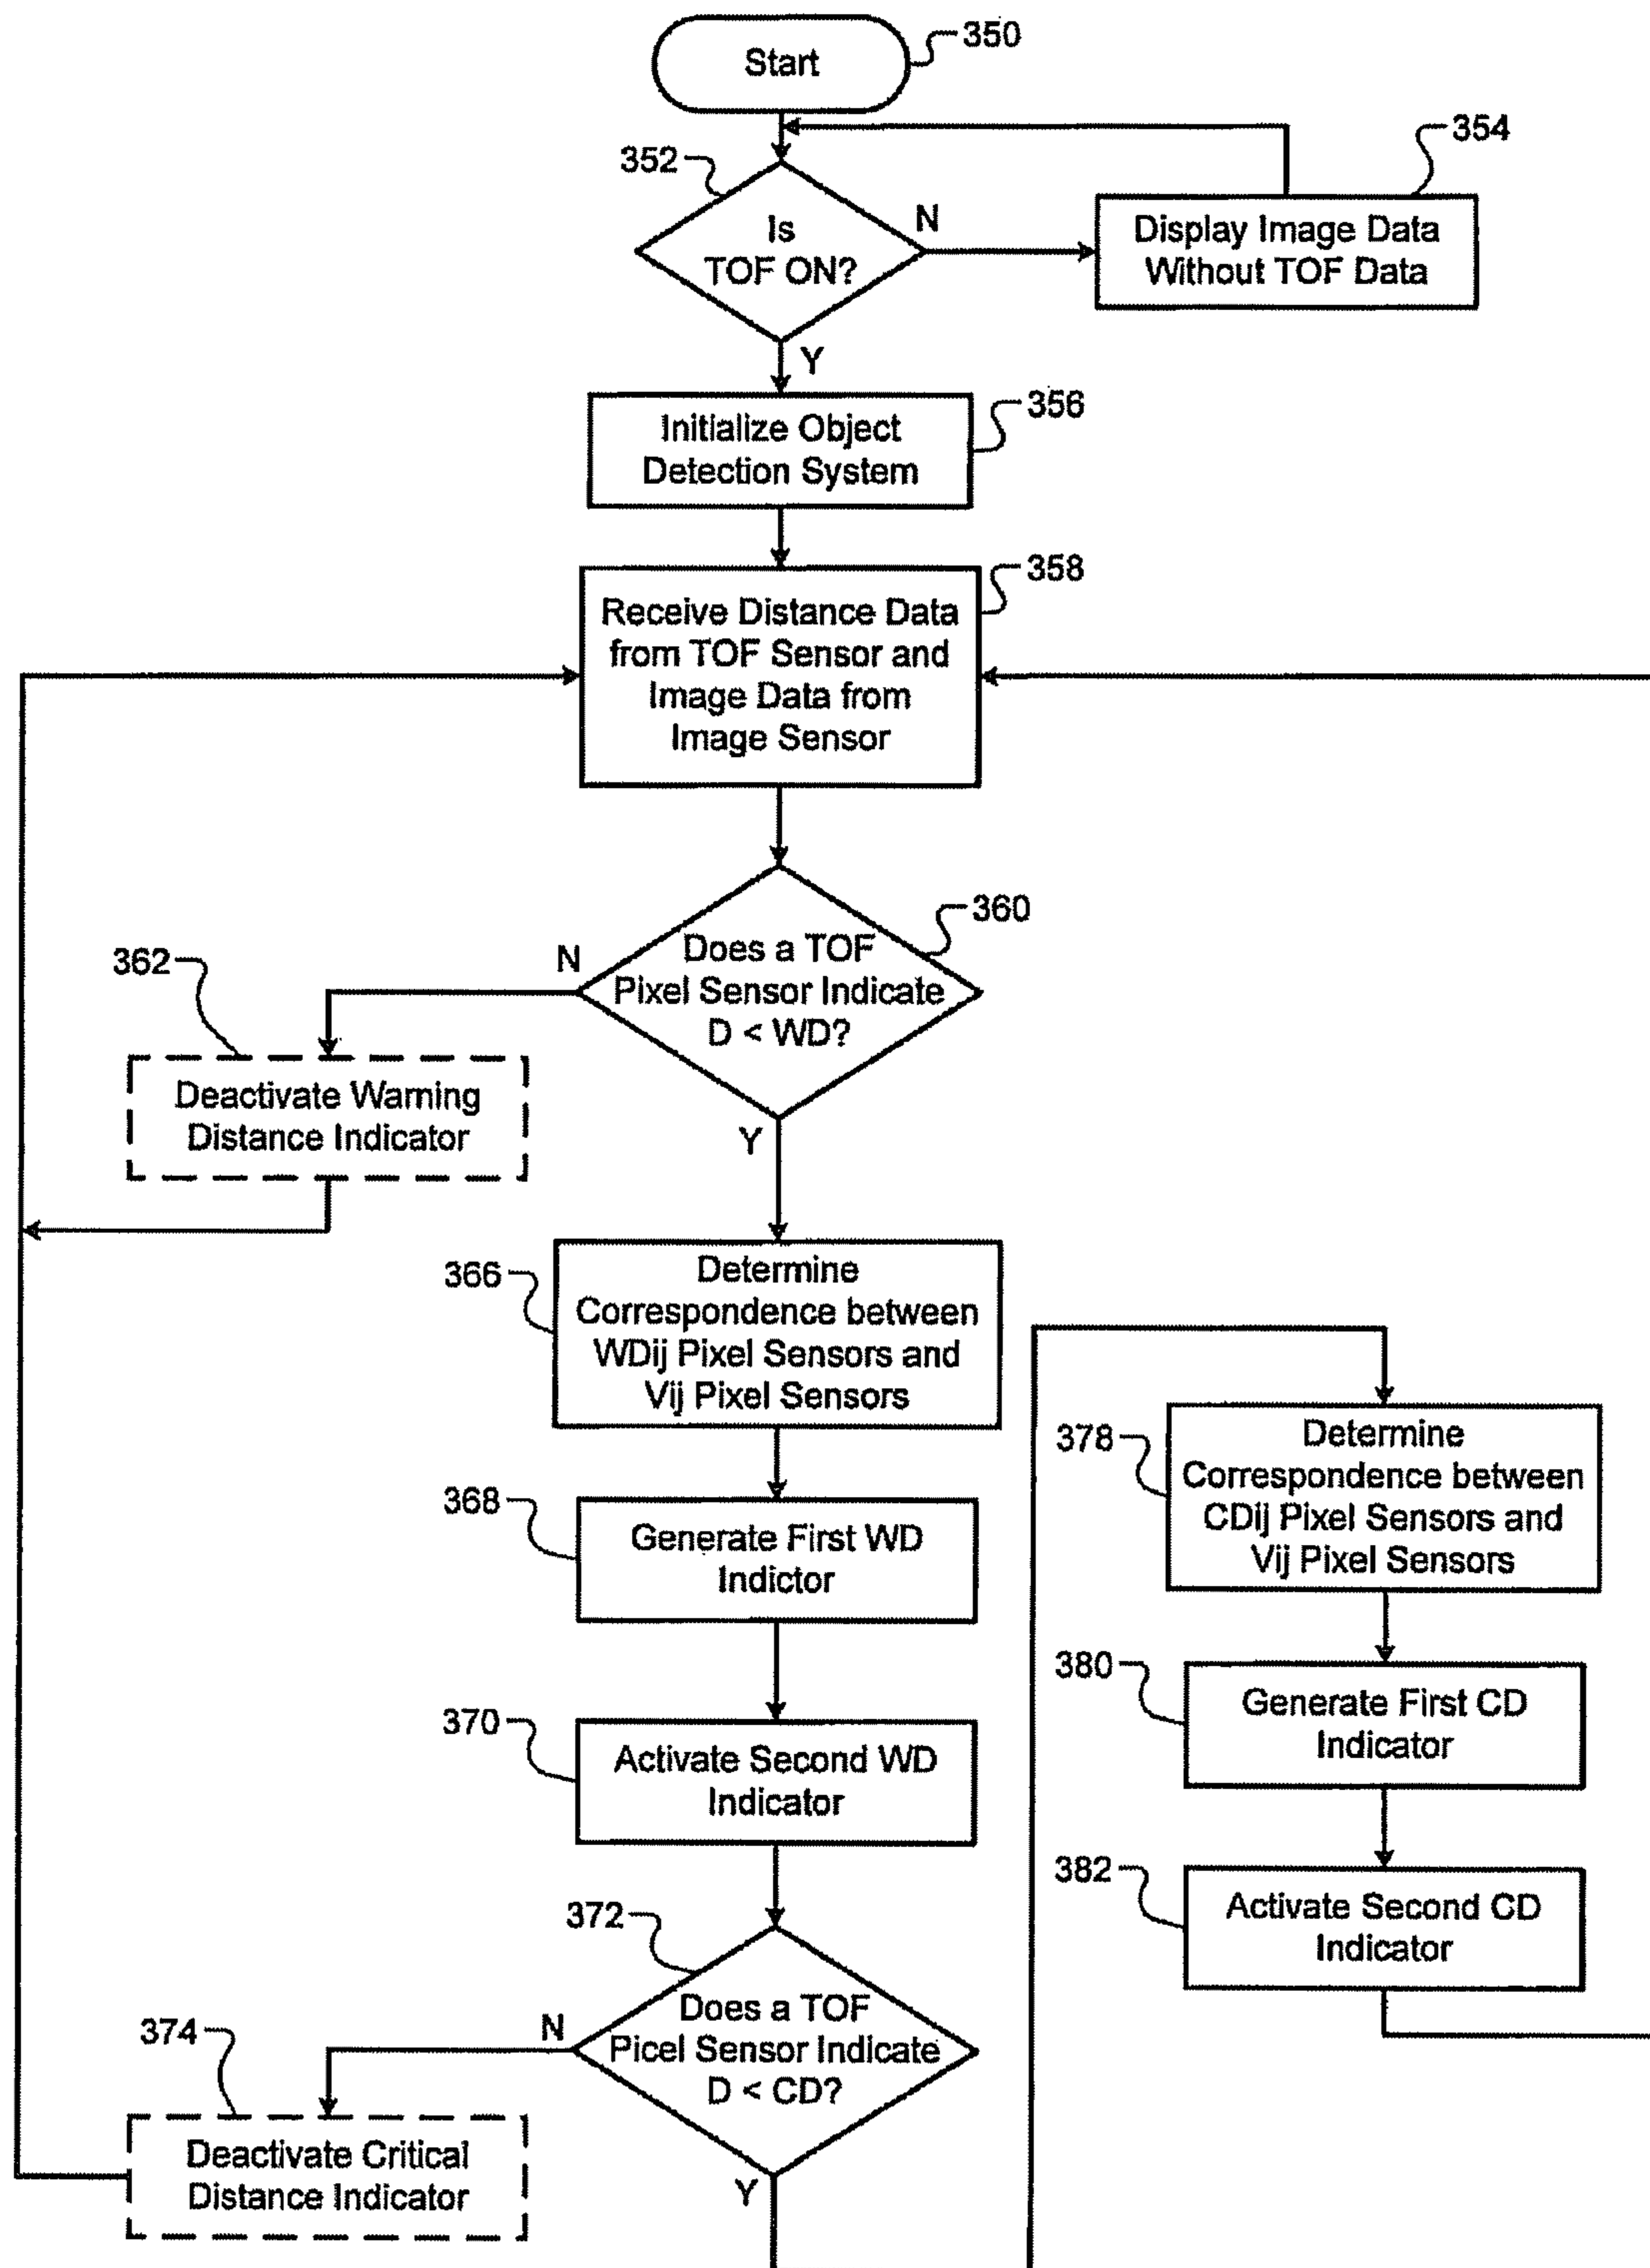 Start
350
352
Is
TOF ON?
N
Y
354
Display Image Data
Without TOF Data
356
Initialize Object
Detection System
358
Receive Distance Data
from TOF Sensor and
Image Data from
Image Sensor
360
Does a TOF
Pixel Sensor Indicate
D < WD?
N
Y
362
Deactivate Warning
Distance Indicator
366
Determine
Correspondence between
WDij Pixel Sensors and
Vij Pixel Sensors
368
Generate First WD
Indictor
370
Activate Second WD
Indicator
372
Does a TOF
Picel Sensor Indicate
D < CD?
N
Y
374
Deactivate Critical
Distance Indicator
378
Determine
Correspondence between
CDij Pixel Sensors and
Vij Pixel Sensors
380
Generate First CD
Indicator
382
Activate Second CD
Indicator